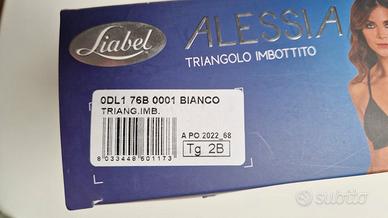 Liabel
ALESSIA
TRIANGOLO IMBOTTITO
0DL1 76B 0001 BIANCO
TRIANG.IMB.
A PO 2022_68
8033448601173
Tg 2B
subito